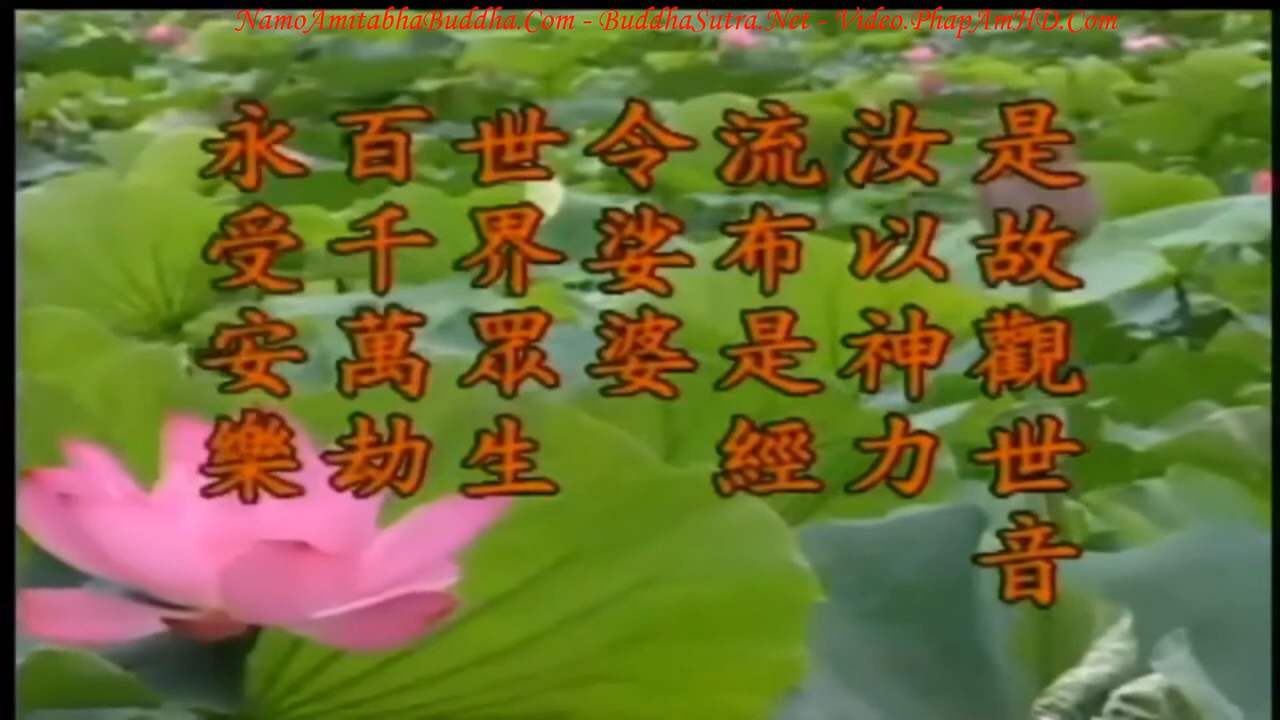 NamoAmitabhaBuddha.Com - BuddhaSutra.Net - Video.PhapAmHD.Com
是故觀世音
汝以神力
流布是經
令娑婆
世界眾生
百千萬劫
永受安樂